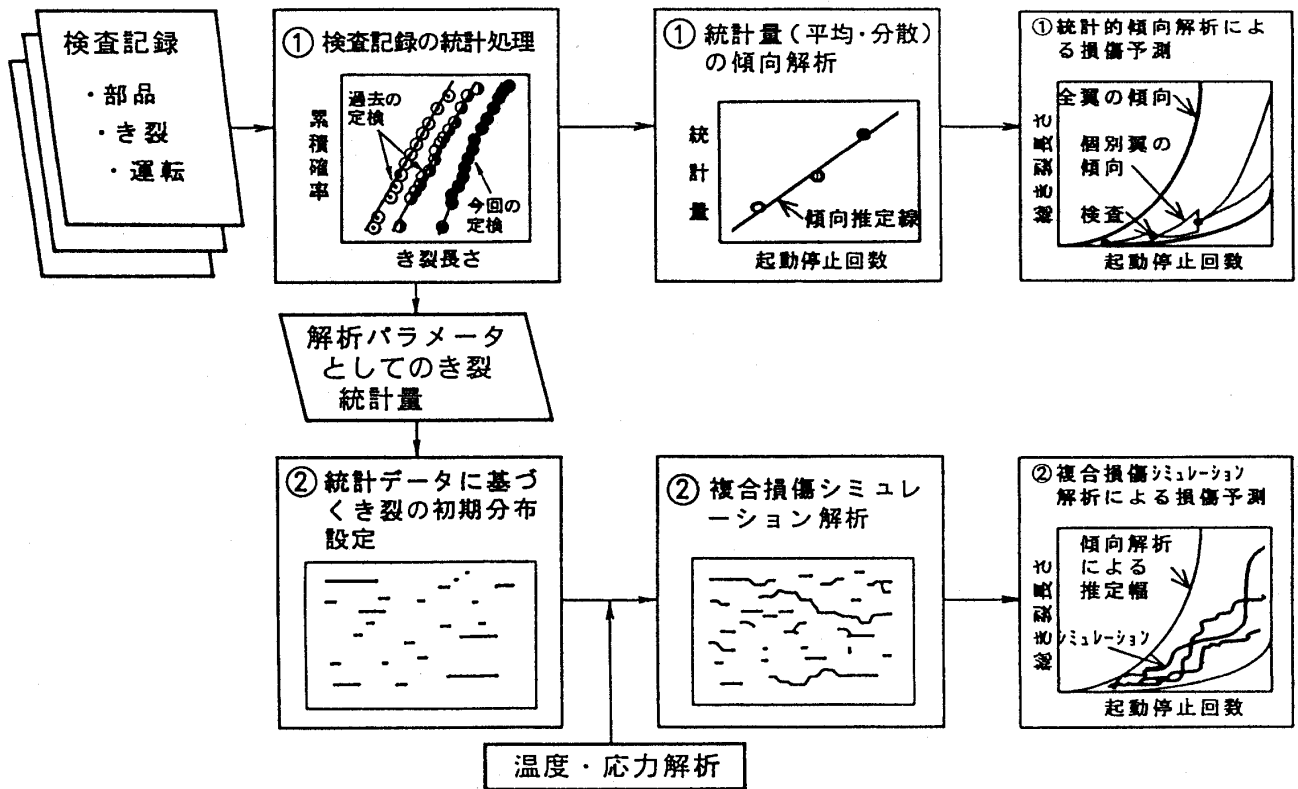 検査記録
・部品
・き裂
・運転
① 検査記録の統計処理
過去の
定検
今回の
定検
累積確率
き裂長さ
① 統計量(平均・分散)
の傾向解析
統計量
傾向推定線
起動停止回数
①統計的傾向解析によ
る損傷予測
全翼の傾向
個別翼の
傾向
検査
総き裂長さ
起動停止回数
解析パラメータ
としてのき裂
統計量
② 統計データに基づ
くき裂の初期分布
設定
② 複合損傷シミュレ
ーション解析
②複合損傷シミュレーション
解析による損傷予測
傾向解析
による
推定幅
シミュレーション
総き裂長さ
起動停止回数
温度・応力解析